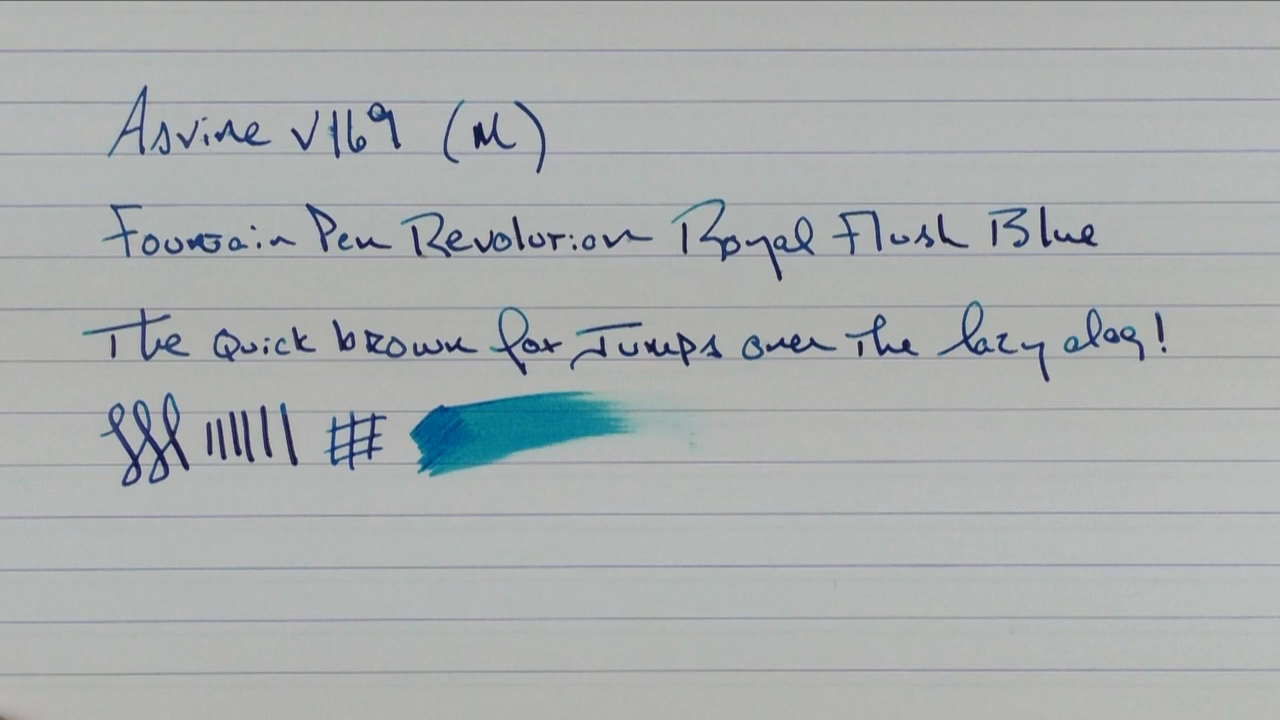 Asvine V169 (M)
Fountain Pen Revolution Royal Flush Blue
The Quick brown fox Jumps over The lazy dog!